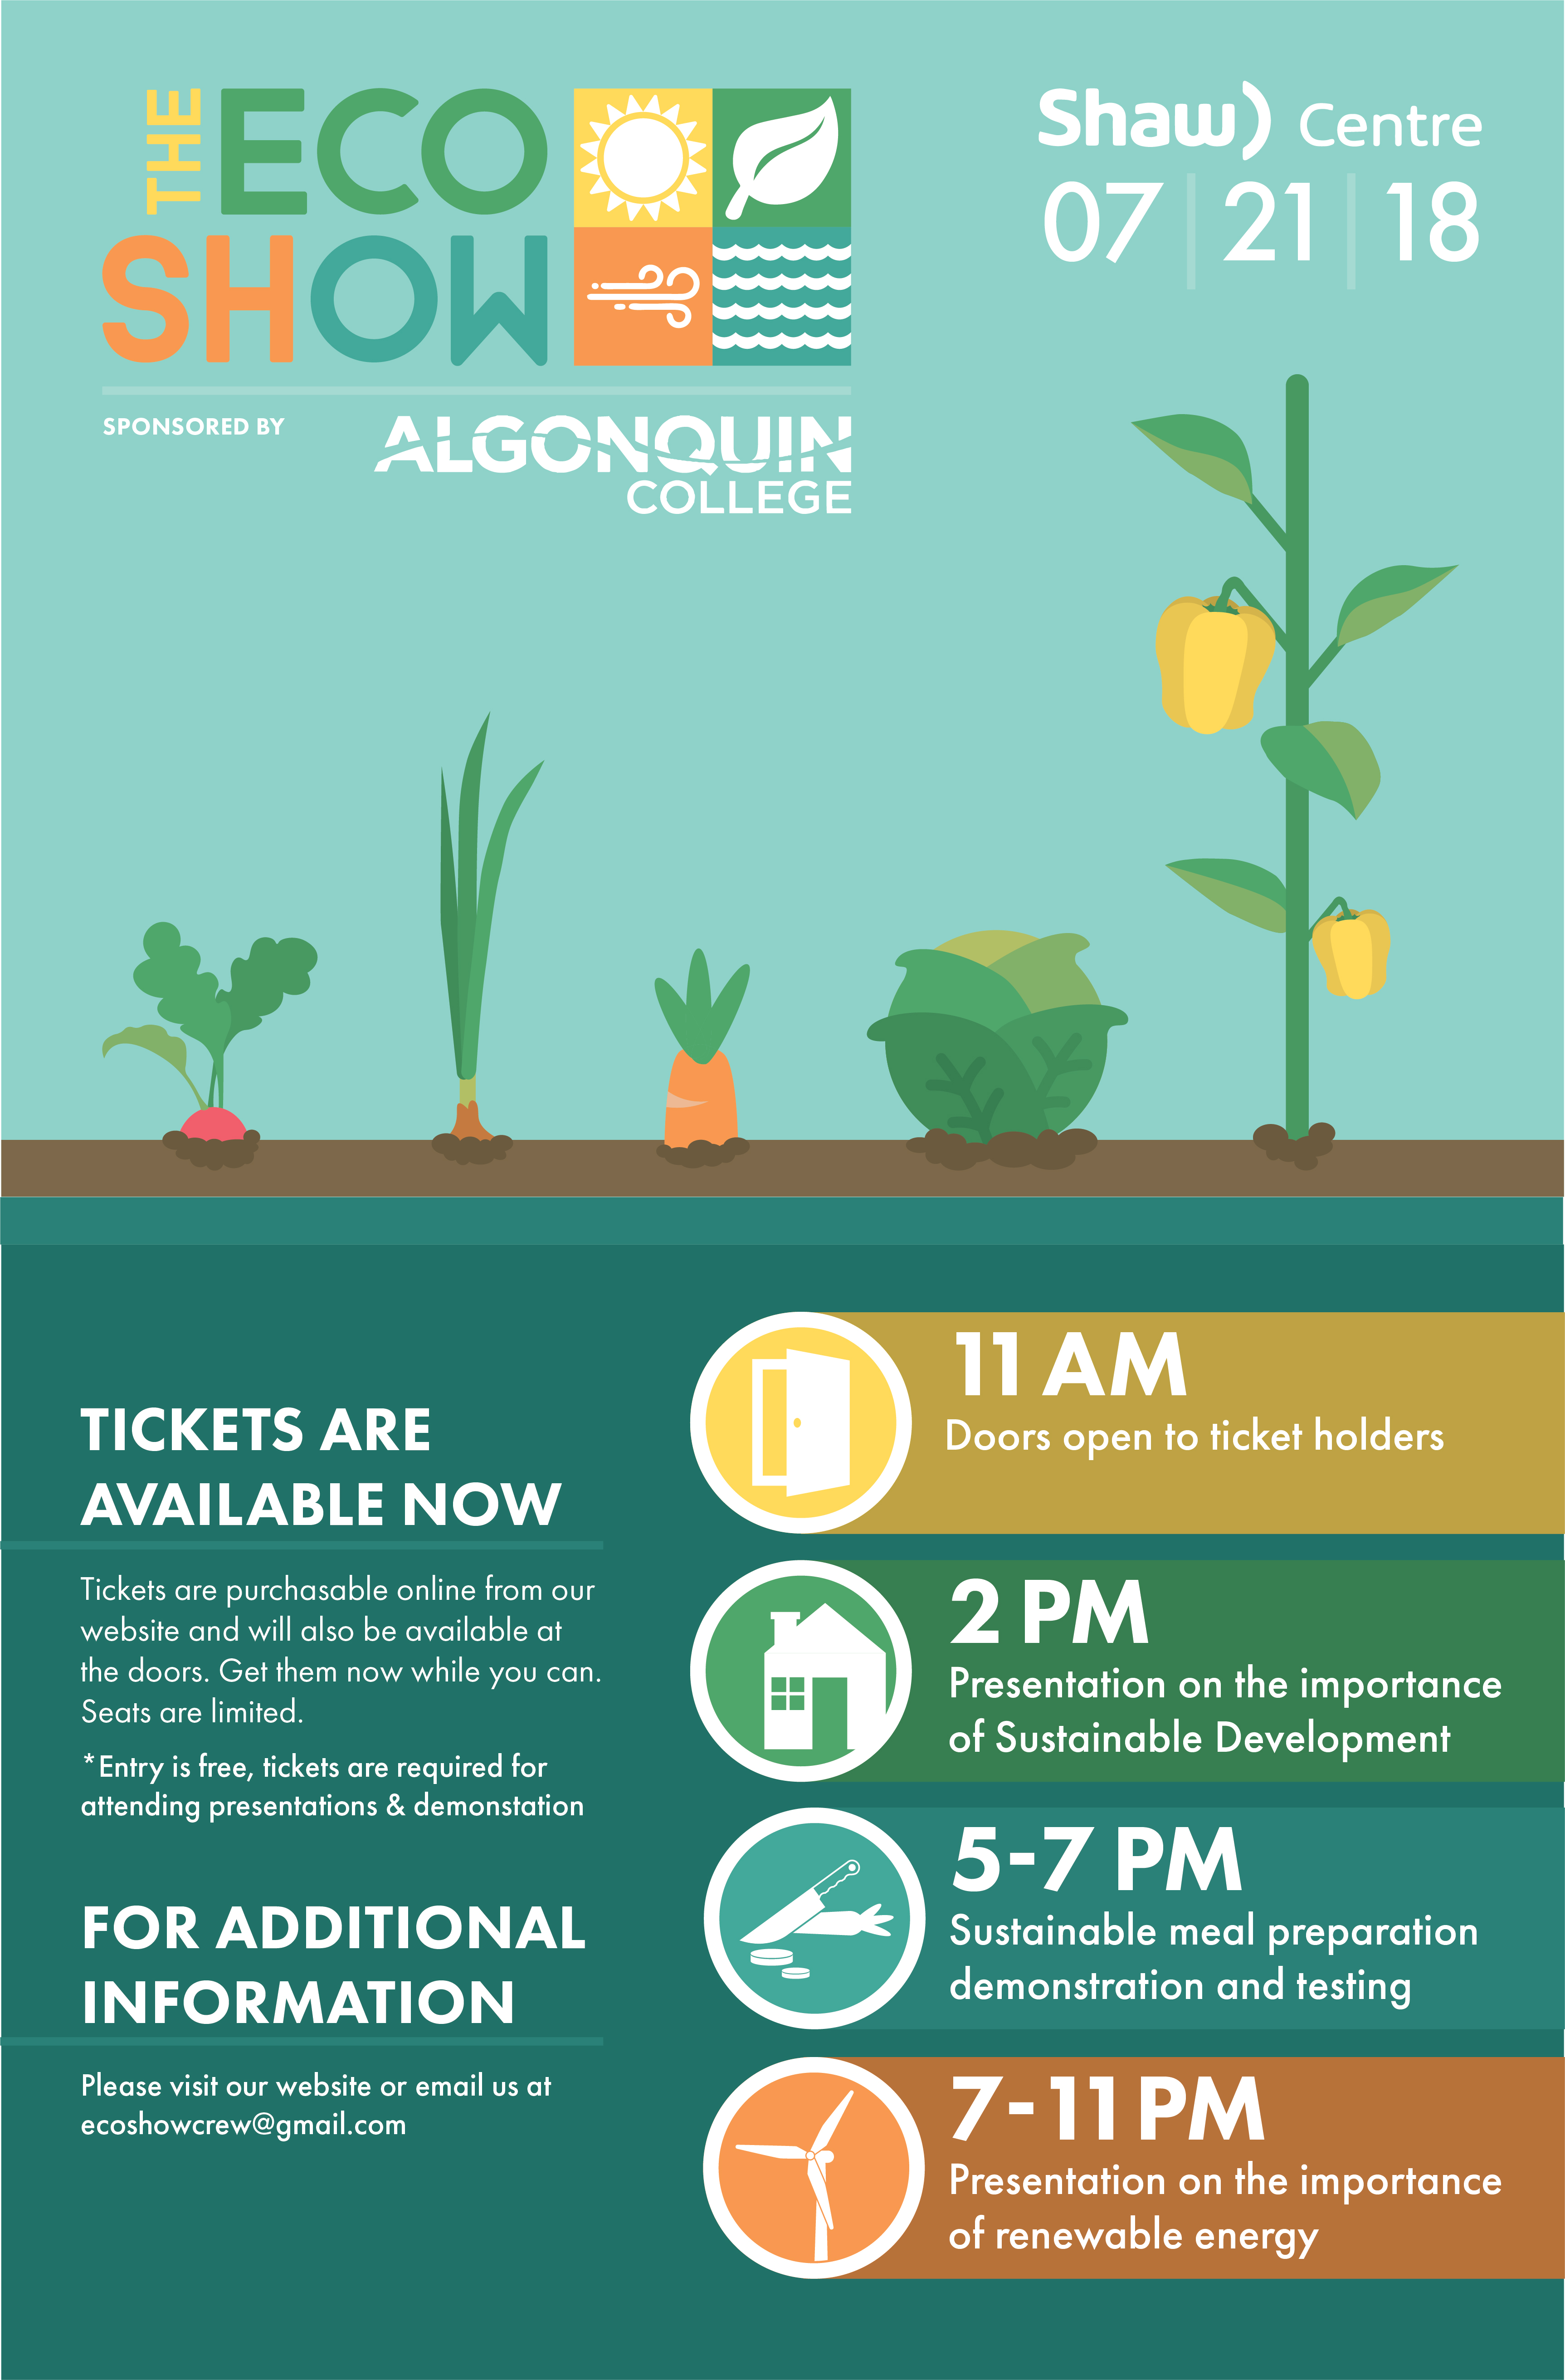 THE ECO
SHOW
Shaw) Centre
07 | 21 | 18
SPONSORED BY
ALGONQUIN
COLLEGE
TICKETS ARE
AVAILABLE NOW
Tickets are purchasable online from our
website and will also be available at
the doors. Get them now while you can.
Seats are limited.
*Entry is free, tickets are required for
attending presentations & demonstation
FOR ADDITIONAL
INFORMATION
Please visit our website or email us at
ecoshowcrew@gmail.com
11 AM
Doors open to ticket holders
2 PM
Presentation on the importance
of Sustainable Development
5-7 PM
Sustainable meal preparation
demonstration and testing
7-11 PM
Presentation on the importance
of renewable energy